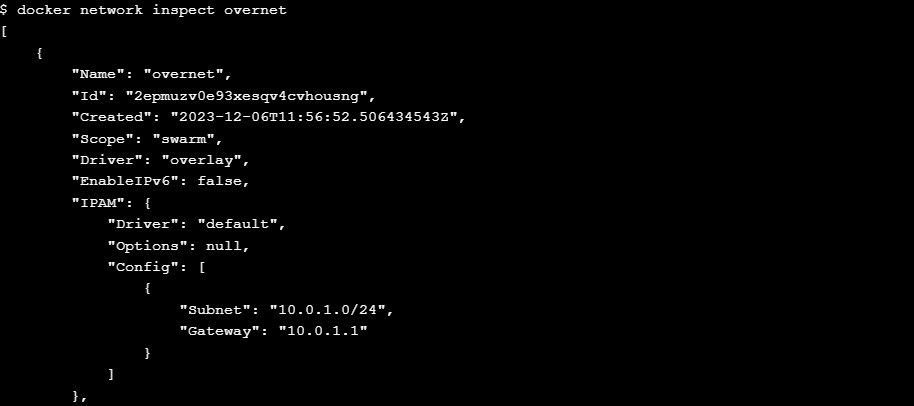 $ docker network inspect overnet
[
    {
        "Name": "overnet",
        "Id": "2epmuzv0e93xesqv4cvhousng",
        "Created": "2023-12-06T11:56:52.506434543Z",
        "Scope": "swarm",
        "Driver": "overlay",
        "EnableIPv6": false,
        "IPAM": {
            "Driver": "default",
            "Options": null,
            "Config": [
                {
                    "Subnet": "10.0.1.0/24",
                    "Gateway": "10.0.1.1"
                }
            ]
        },